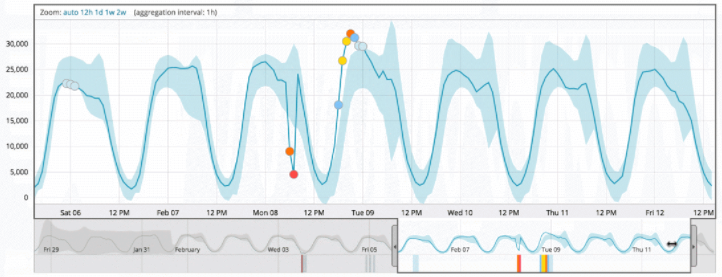 Zoom: auto 12h 1d 1w 2w (aggregation interval: 1h)
30,000
25,000
20,000
15,000
10,000
5,000
0
Sat 06 12 PM Feb 07 12 PM Mon 08 12 PM Tue 09 12 PM Wed 10 12 PM Thu 11 12 PM Fri 12 12 PM
Fri 29 Jan 31 February Wed 03 Fri 05 Feb 07 Tue 09 Thu 11